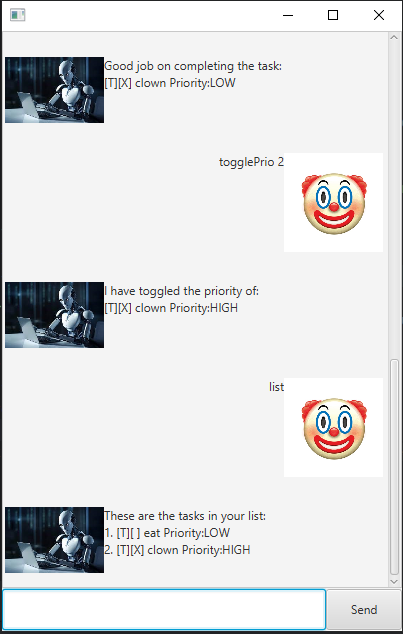 Good job on completing the task:
[T][X] clown Priority:LOW
togglePrio 2
I have toggled the priority of:
[T][X] clown Priority:HIGH
list
These are the tasks in your list:
1. [T][ ] eat Priority:LOW
2. [T][X] clown Priority:HIGH
Send